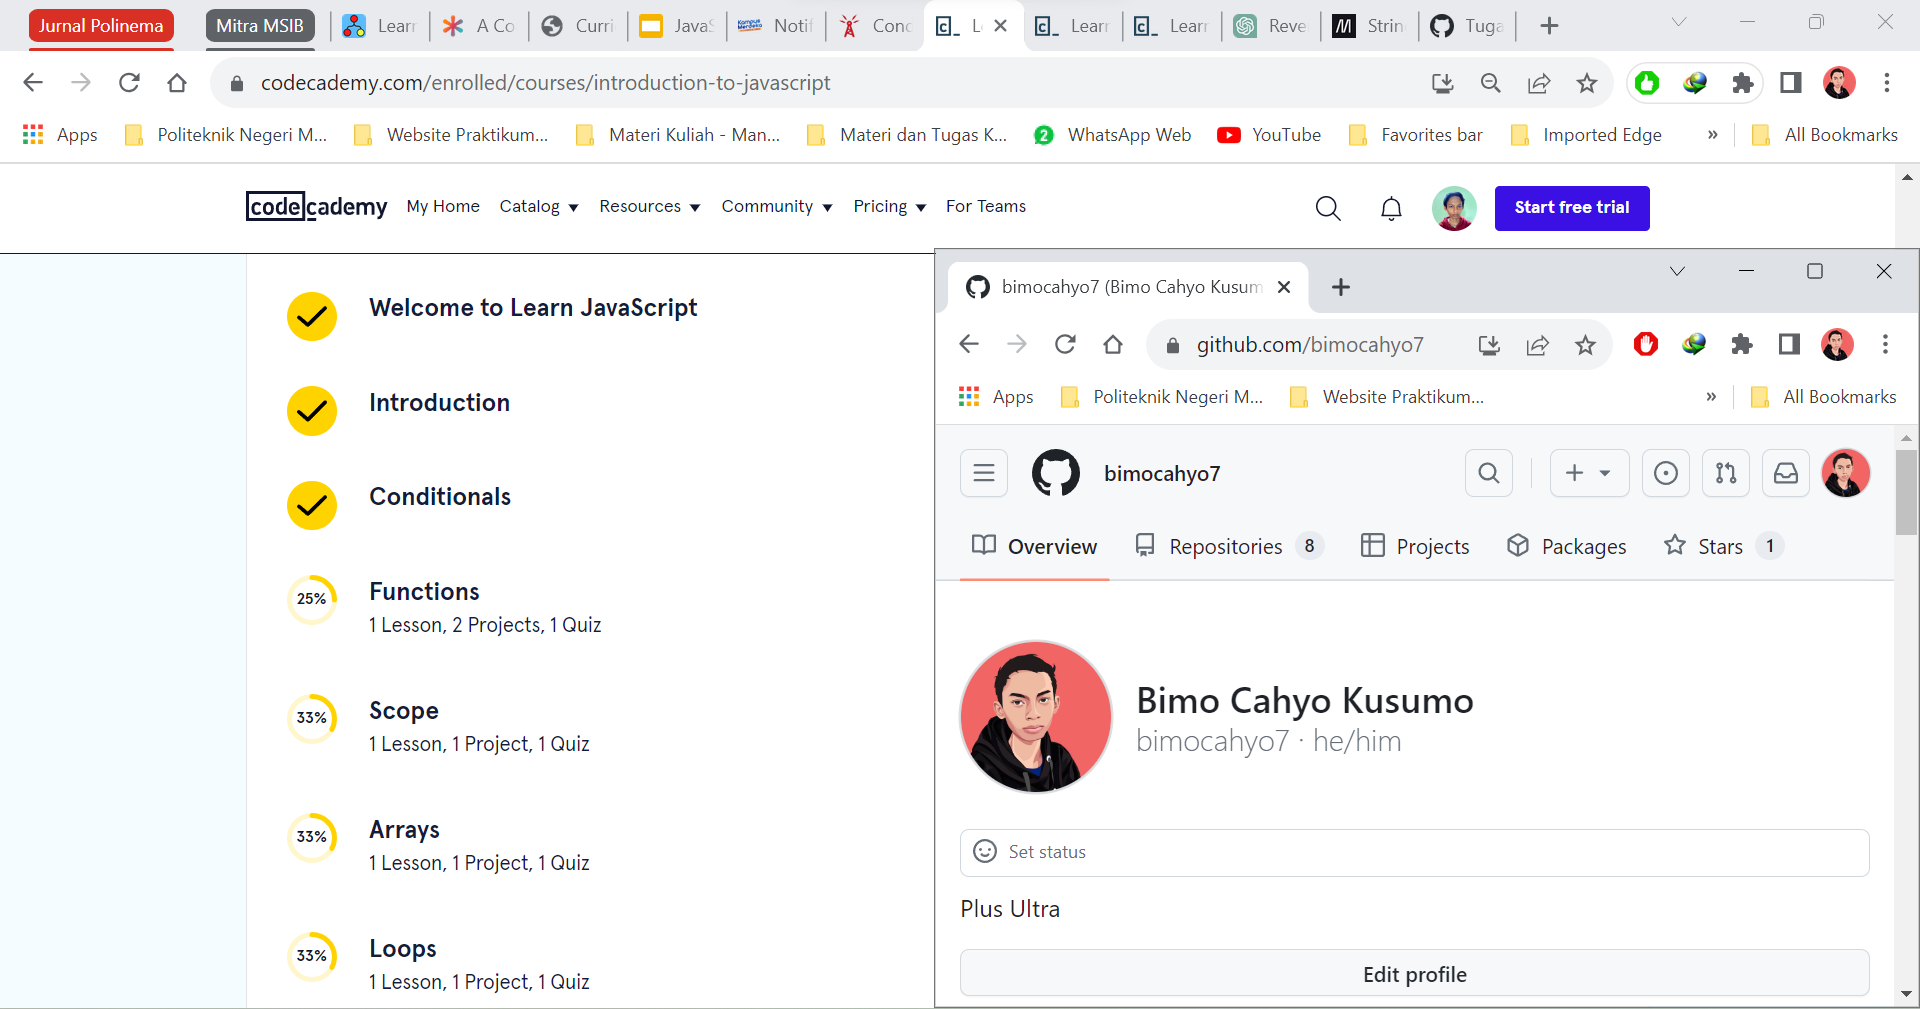 Jurnal Polinema
Mitra MSIB
Learn
A Co
Curri
JavaS
Notif
Conc
L
Learn
Learn
Reve
String
Tuga
codecademy.com/enrolled/courses/introduction-to-javascript
Apps
Politeknik Negeri M...
Website Praktikum...
Materi Kuliah - Man...
Materi dan Tugas K...
2
WhatsApp Web
YouTube
Favorites bar
Imported Edge
»
All Bookmarks
codecademy
My Home
Catalog
Resources
Community
Pricing
For Teams
Start free trial
Welcome to Learn JavaScript
Introduction
Conditionals
25%
Functions
1 Lesson, 2 Projects, 1 Quiz
33%
Scope
1 Lesson, 1 Project, 1 Quiz
33%
Arrays
1 Lesson, 1 Project, 1 Quiz
33%
Loops
1 Lesson, 1 Project, 1 Quiz
bimocahyo7 (Bimo Cahyo Kusum
github.com/bimocahyo7
Apps
Politeknik Negeri M...
Website Praktikum...
»
All Bookmarks
bimocahyo7
Overview
Repositories 8
Projects
Packages
Stars 1
Bimo Cahyo Kusumo
bimocahyo7 · he/him
Set status
Plus Ultra
Edit profile